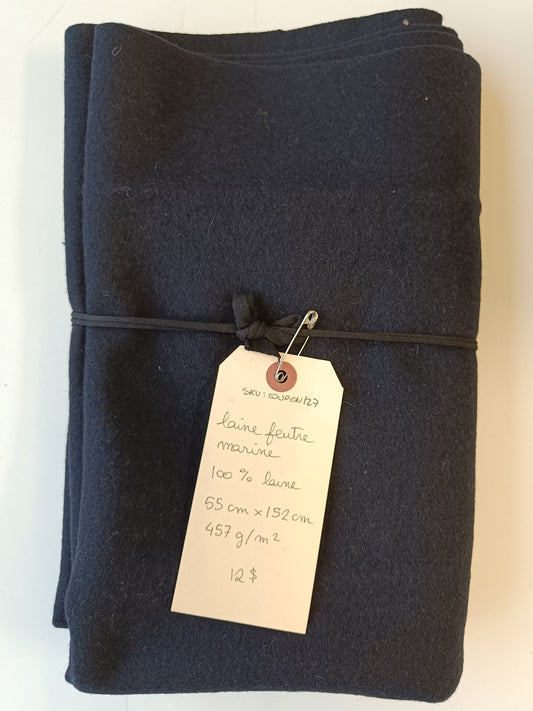 SKU: COUPON127
laine feutre
marine
100 % laine
55 cm x 152 cm
457 g/m²
12 $